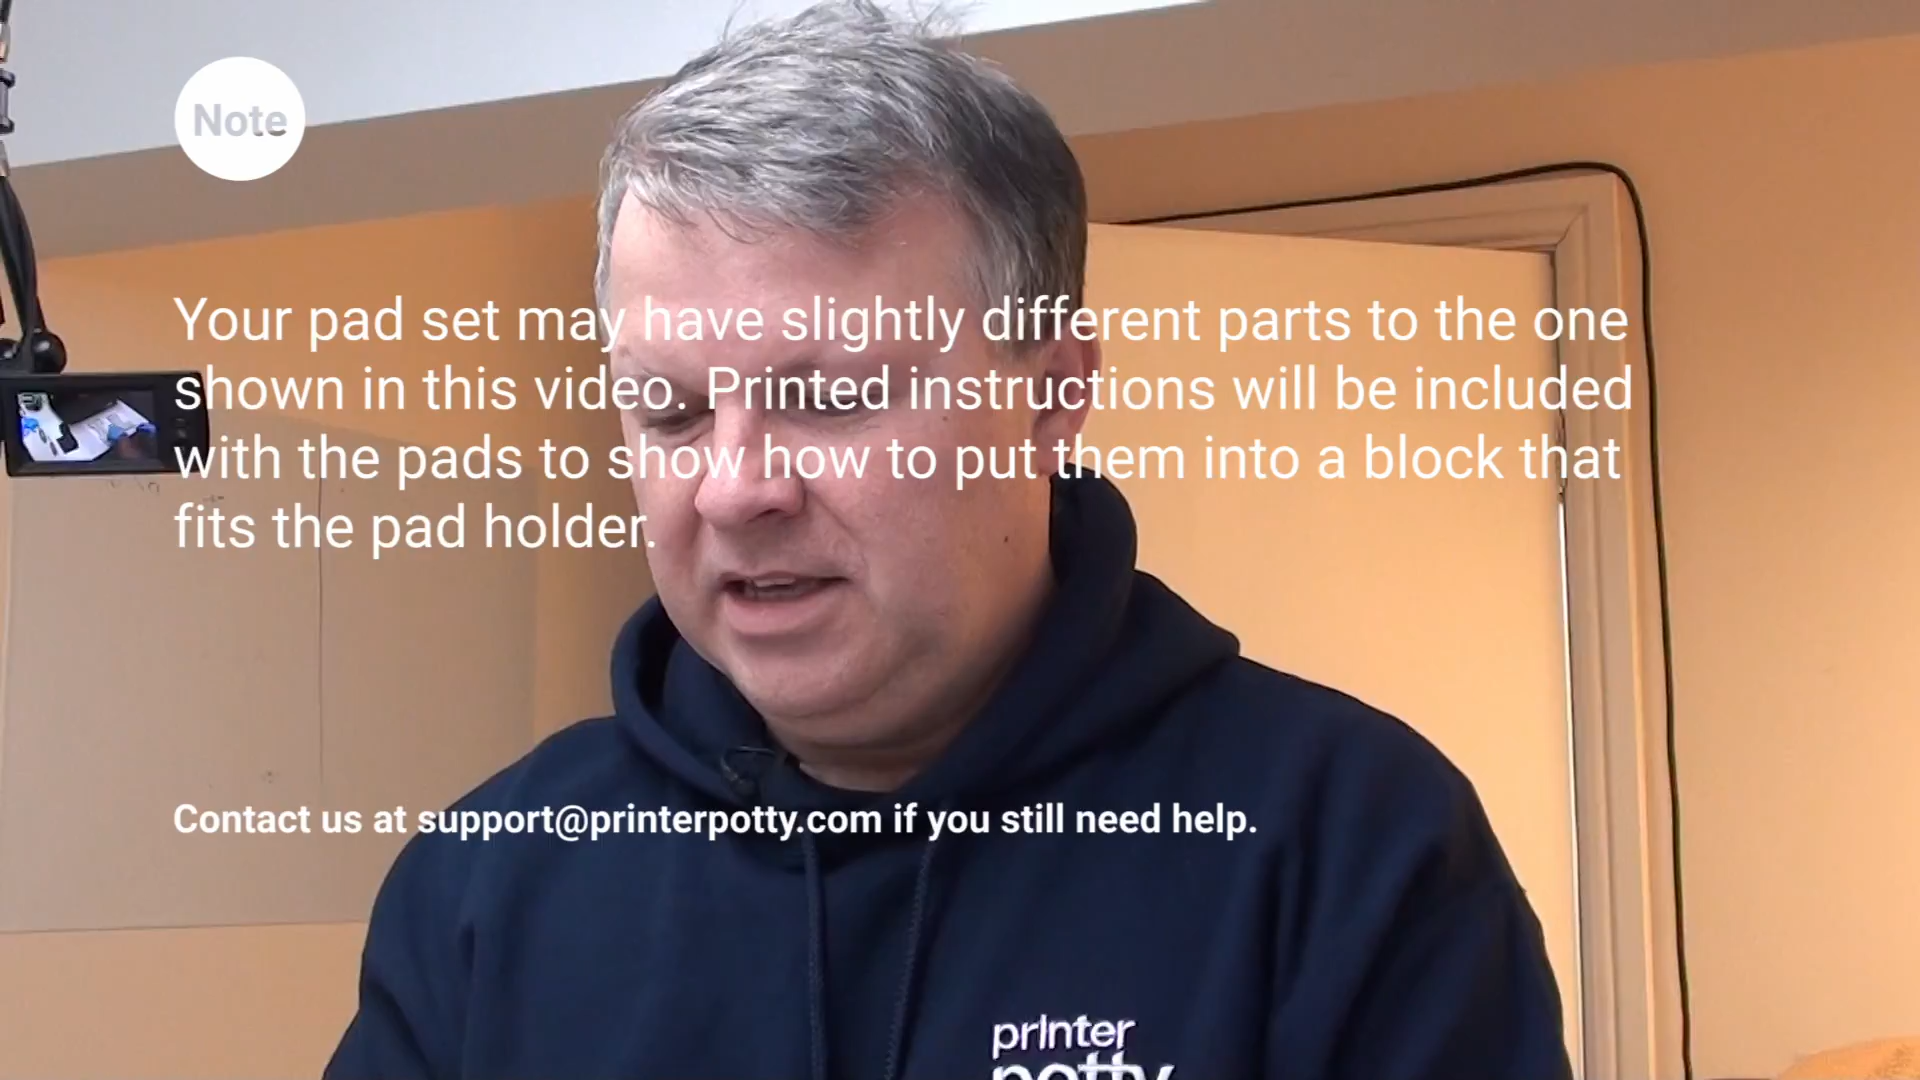 Note
Your pad set may have slightly different parts to the one
shown in this video. Printed instructions will be included
with the pads to show how to put them into a block that
fits the pad holder.
Contact us at support@printerpotty.com if you still need help.
printer
potty